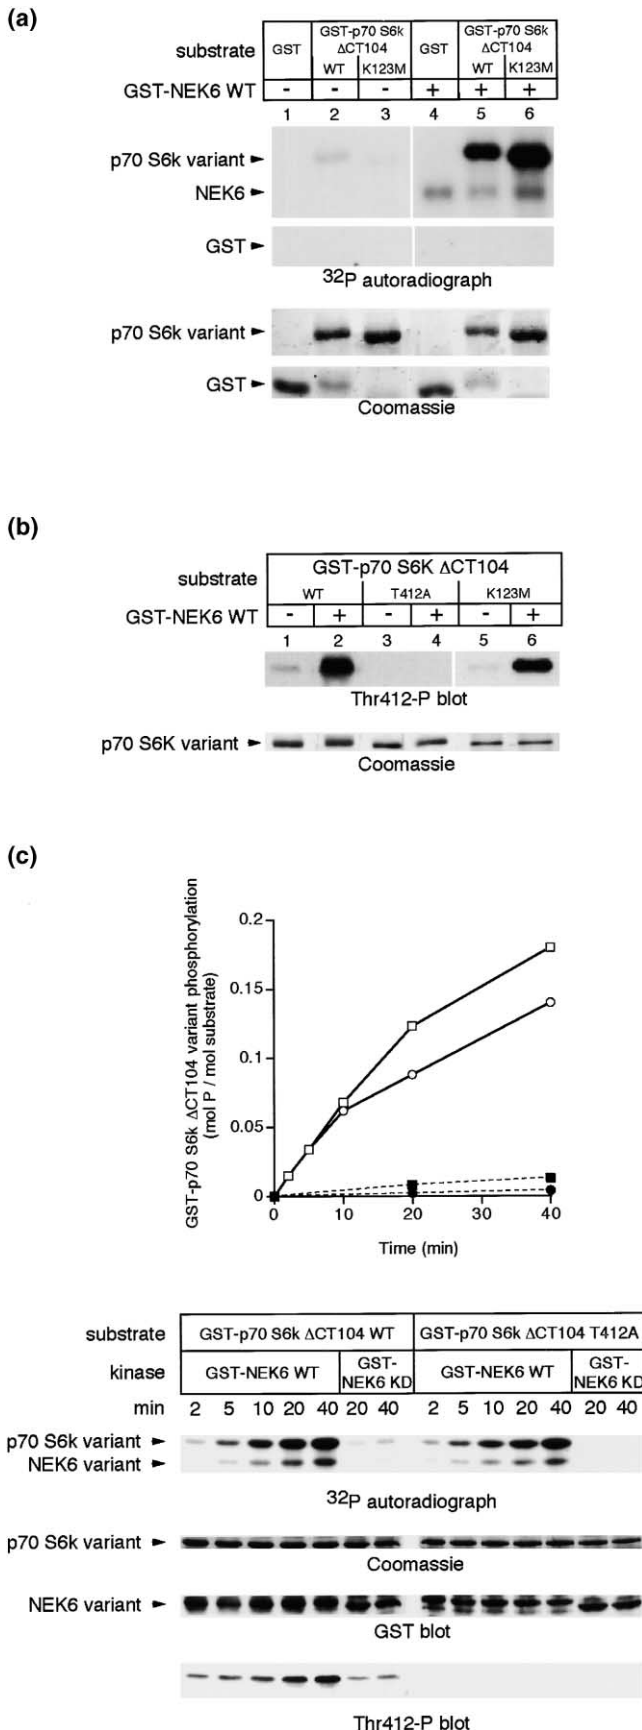 (a)
substrate GST GST-p70 S6k ΔCT104 GST GST-p70 S6k ΔCT104
WT K123M WT K123M
GST-NEK6 WT - - - + + +
1 2 3 4 5 6
p70 S6k variant
NEK6
GST
32P autoradiograph
p70 S6k variant
GST
Coomassie
(b)
substrate GST-p70 S6K ΔCT104
WT T412A K123M
GST-NEK6 WT - + - + - +
1 2 3 4 5 6
Thr412-P blot
p70 S6K variant
Coomassie
(c)
GST-p70 S6k ΔCT104 variant phosphorylation
(mol P / mol substrate)
0.2
0.15
0.1
0.05
0
0 10 20 30 40
Time (min)
substrate GST-p70 S6k ΔCT104 WT GST-p70 S6k ΔCT104 T412A
kinase GST-NEK6 WT GST-NEK6 KD GST-NEK6 WT GST-NEK6 KD
min 2 5 10 20 40 20 40 2 5 10 20 40 20 40
p70 S6k variant
NEK6 variant
32P autoradiograph
p70 S6k variant
Coomassie
NEK6 variant
GST blot
Thr412-P blot